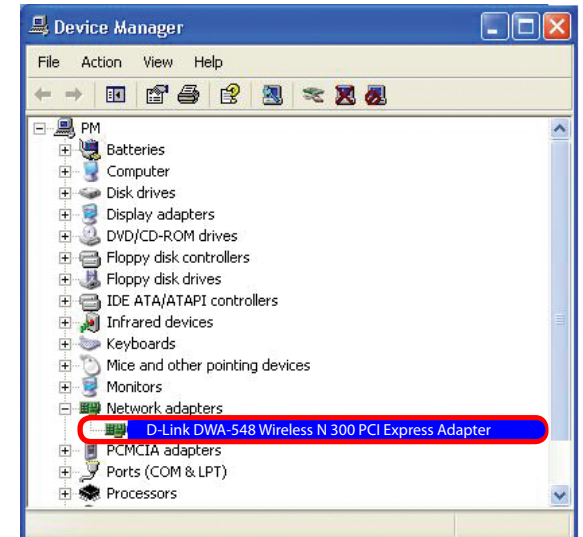 Device Manager
File Action View Help
PM
Batteries
Computer
Disk drives
Display adapters
DVD/CD-ROM drives
Floppy disk controllers
Floppy disk drives
IDE ATA/ATAPI controllers
Infrared devices
Keyboards
Mice and other pointing devices
Monitors
Network adapters
D-Link DWA-548 Wireless N 300 PCI Express Adapter
PCMCIA adapters
Ports (COM & LPT)
Processors